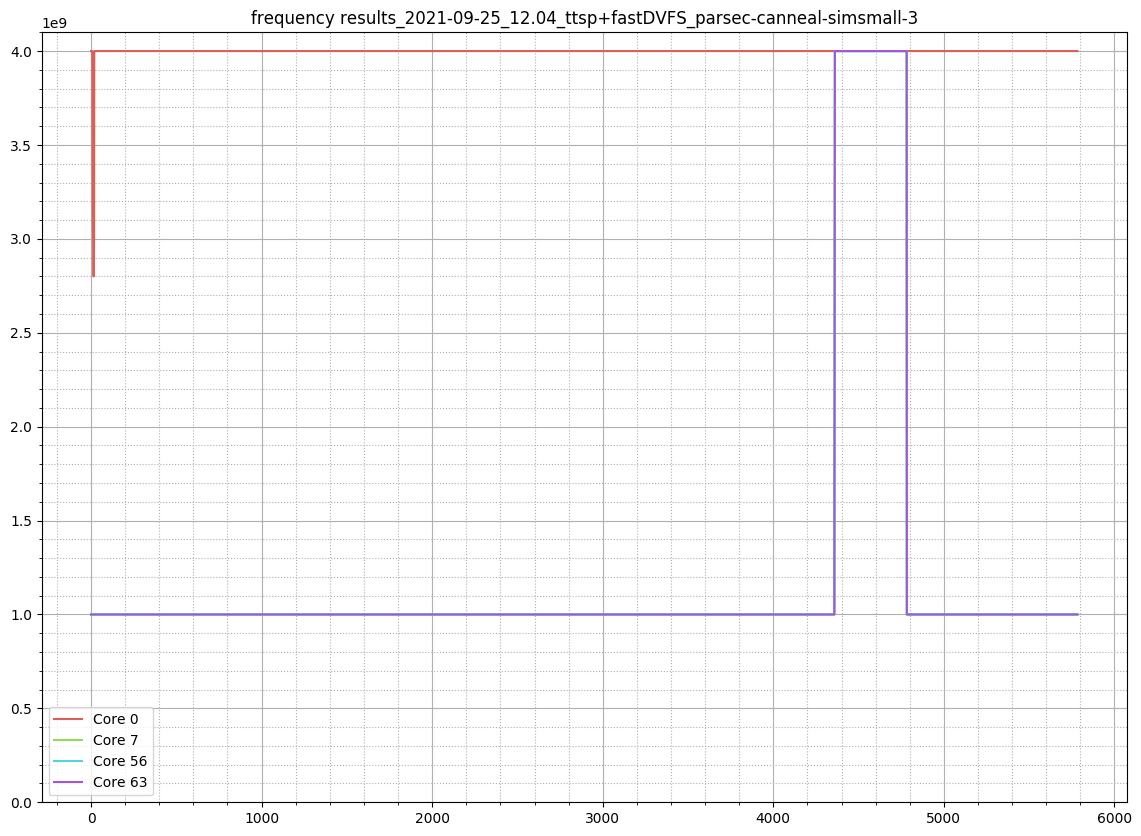 frequency results_2021-09-25_12.04_ttsp+fastDVFS_parsec-canneal-simsmall-3
1e9
4.0
3.5
3.0
2.5
2.0
1.5
1.0
0.5
0.0
Core 0
Core 7
Core 56
Core 63
0 1000 2000 3000 4000 5000 6000